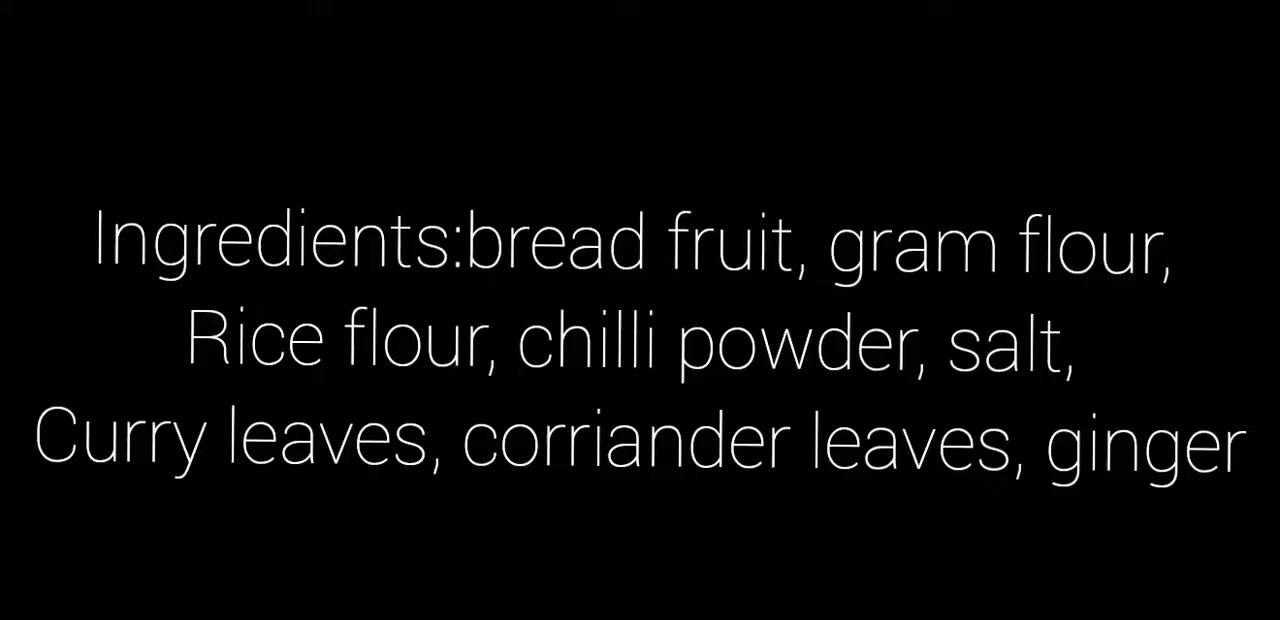 Ingredients:bread fruit, gram flour,
Rice flour, chilli powder, salt,
Curry leaves, corriander leaves, ginger